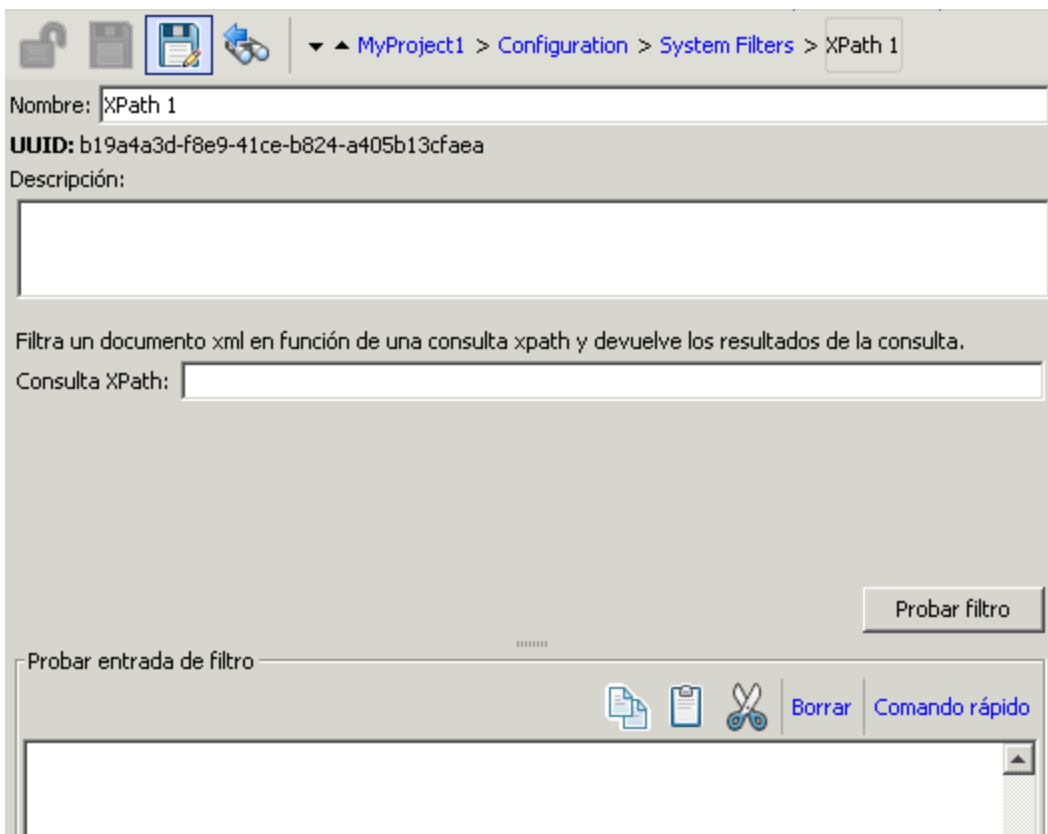 MyProject1 > Configuration > System Filters > XPath 1
Nombre: XPath 1
UUID: b19a4a3d-f8e9-41ce-b824-a405b13cfaea
Descripción:
Filtra un documento xml en función de una consulta xpath y devuelve los resultados de la consulta.
Consulta XPath:
Probar filtro
Probar entrada de filtro
Borrar Comando rápido